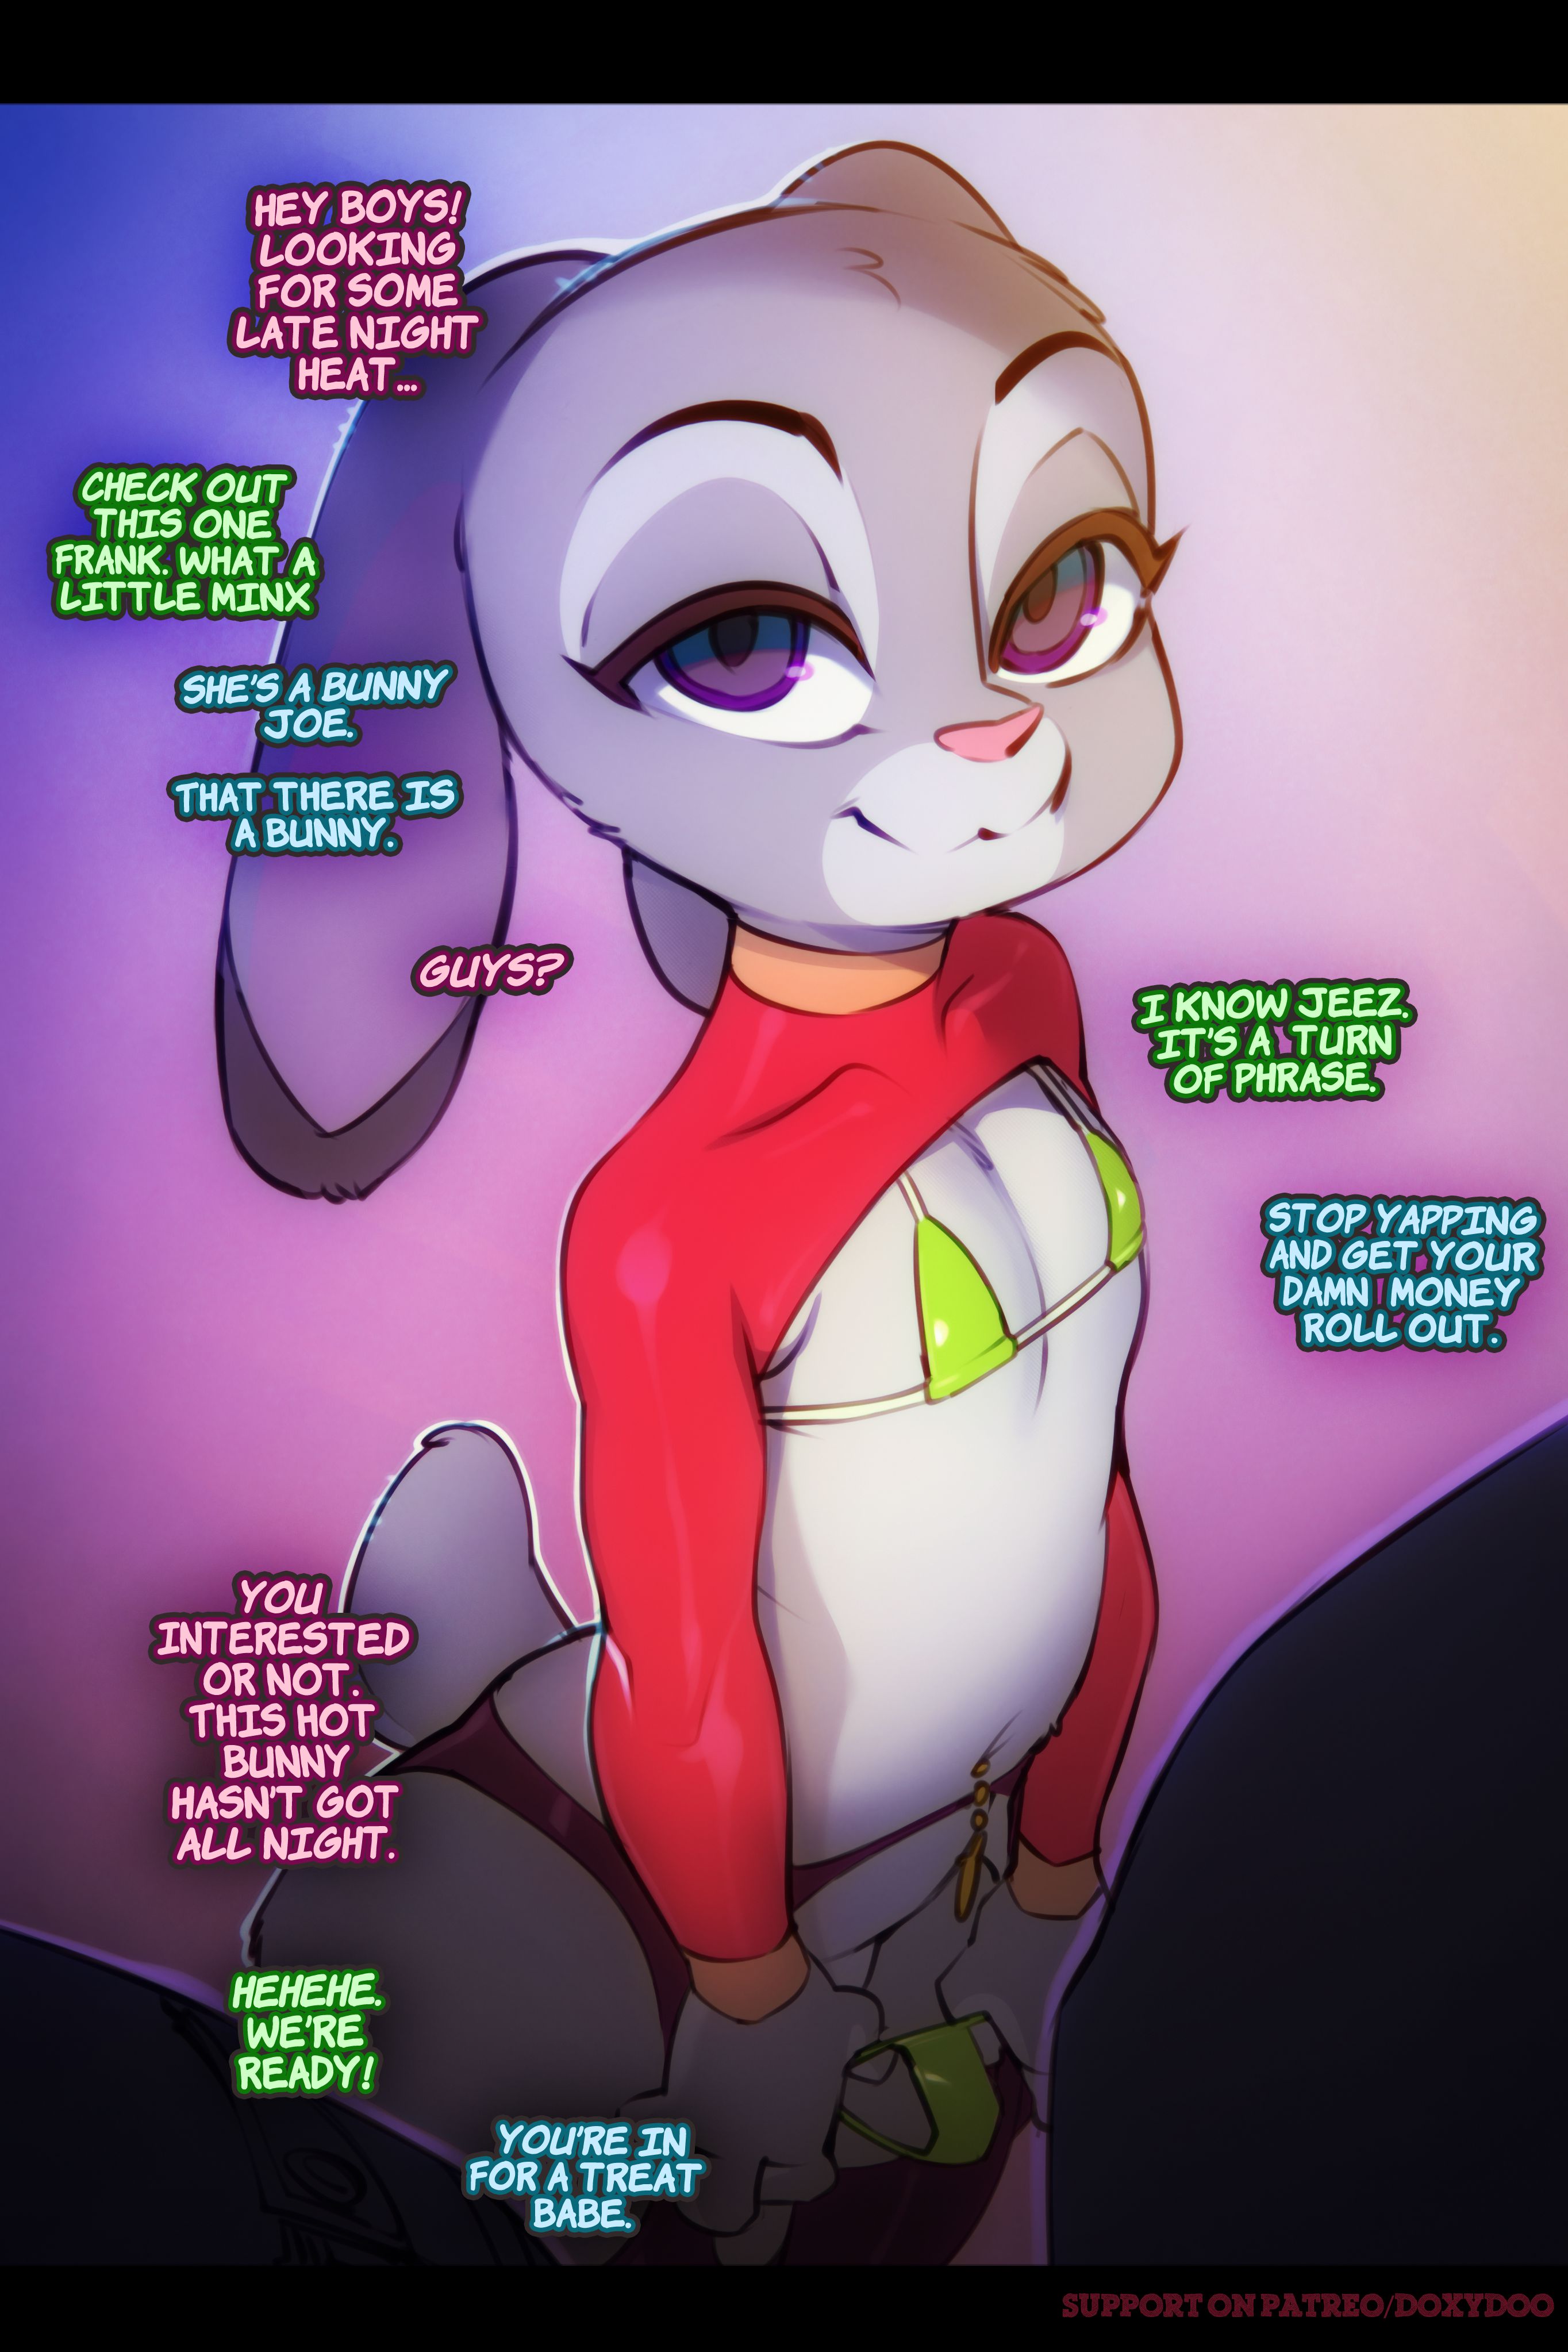 HEY BOYS!
LOOKING
FOR SOME
LATE NIGHT
HEAT...
CHECK OUT
THIS ONE
FRANK. WHAT A
LITTLE MINX
SHE'S A BUNNY
JOE.
THAT THERE IS
A BUNNY.
GUYS?
I KNOW JEEZ.
IT'S A TURN
OF PHRASE.
STOP YAPPING
AND GET YOUR
DAMN MONEY
ROLL OUT.
YOU
INTERESTED
OR NOT.
THIS HOT
BUNNY
HASN'T GOT
ALL NIGHT.
HEHEHE.
WE'RE
READY!
YOU'RE IN
FOR A TREAT
BABE.
SUPPORT ON PATREO/DOXYDOO